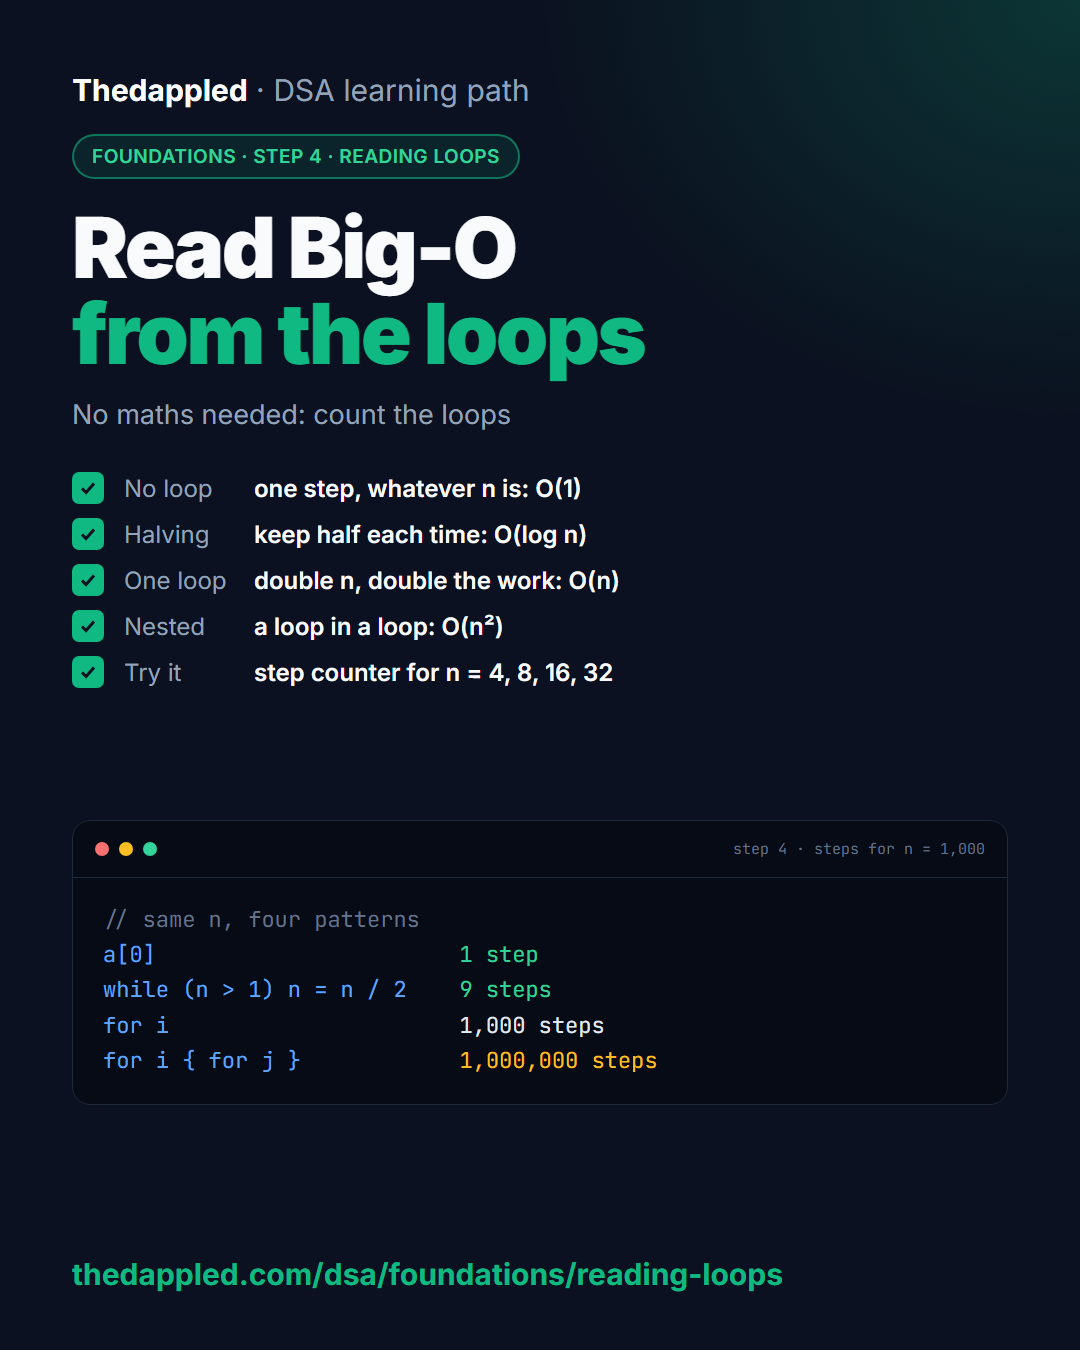 Thedappled · DSA learning path
FOUNDATIONS · STEP 4 · READING LOOPS
Read Big-O
from the loops
No maths needed: count the loops
No loop one step, whatever n is: O(1)
Halving keep half each time: O(log n)
One loop double n, double the work: O(n)
Nested a loop in a loop: O(n²)
Try it step counter for n = 4, 8, 16, 32
step 4 · steps for n = 1,000
// same n, four patterns
a[0] 1 step
while (n > 1) n = n / 2 9 steps
for i 1,000 steps
for i { for j } 1,000,000 steps
thedappled.com/dsa/foundations/reading-loops